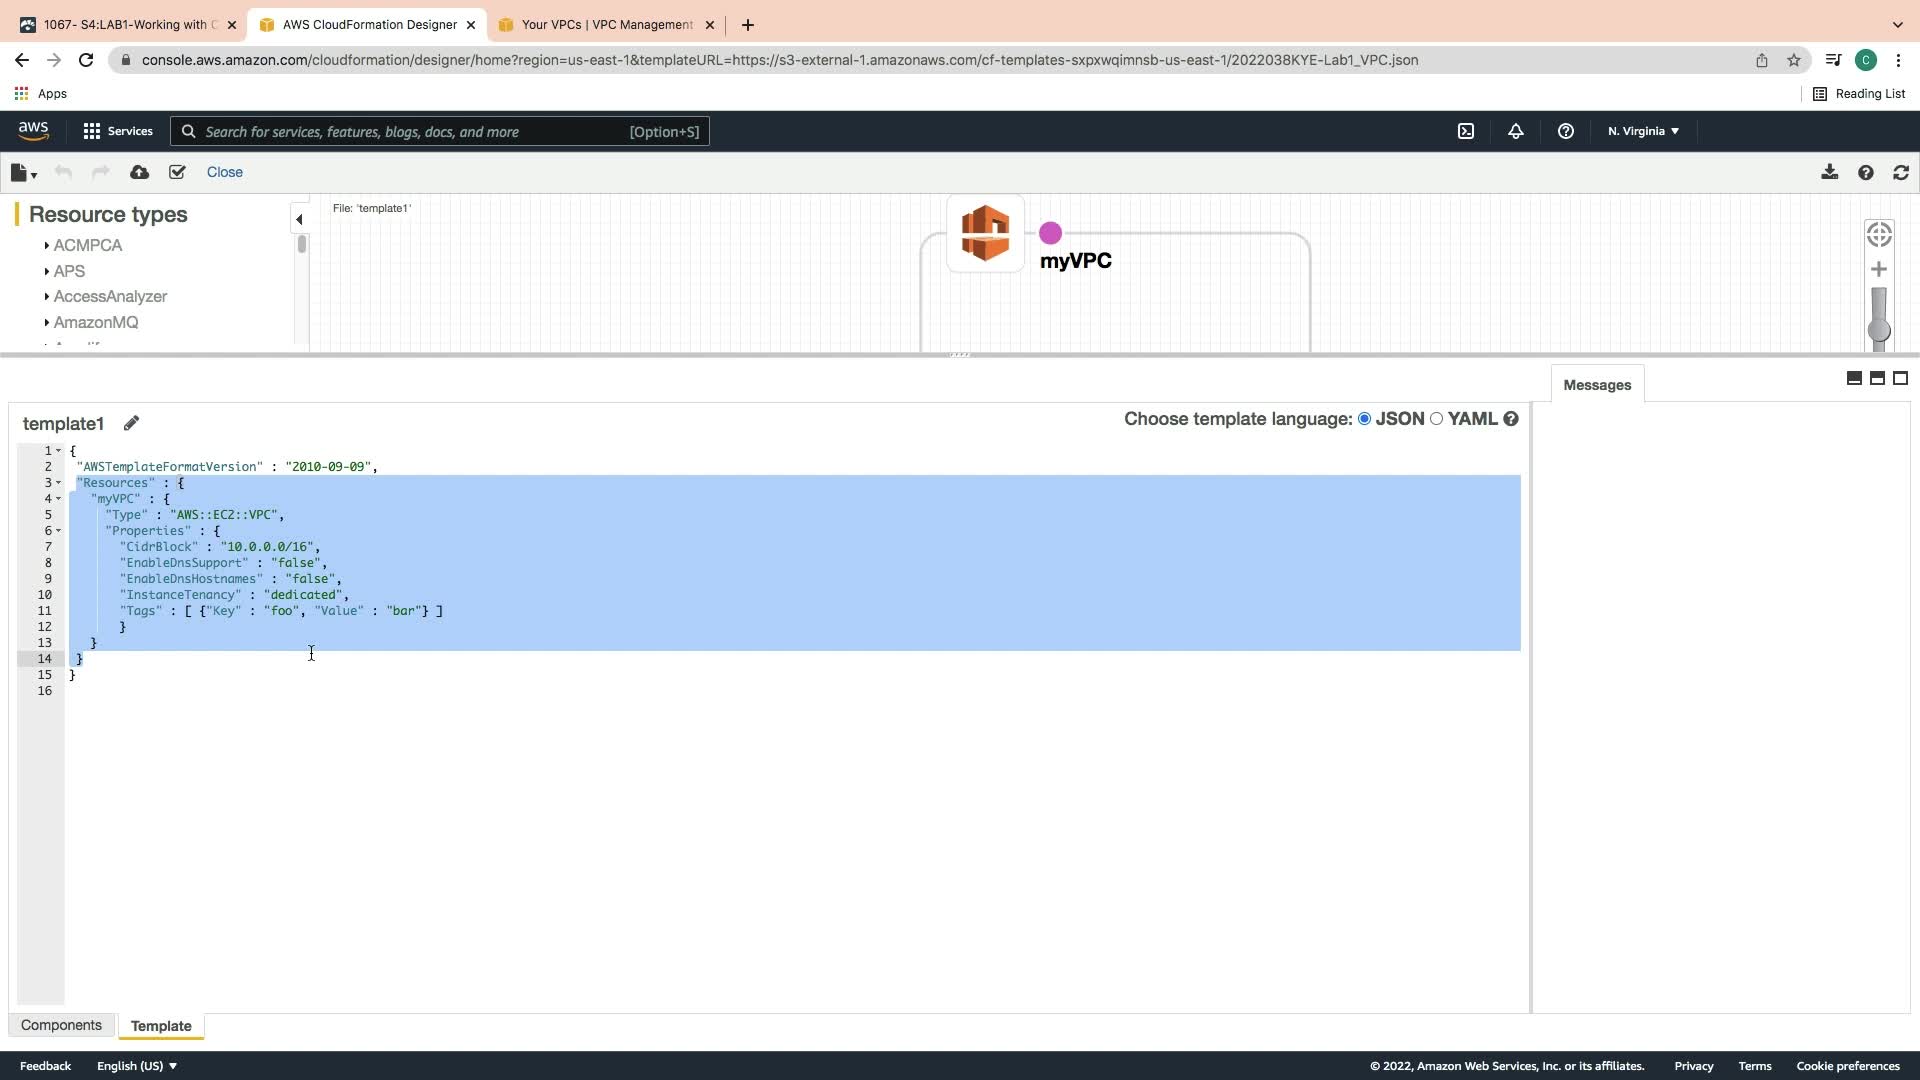 1067- S4:LAB1-Working with C
AWS CloudFormation Designer
Your VPCs | VPC Management
console.aws.amazon.com/cloudformation/designer/home?region=us-east-1&templateURL=https://s3-external-1.amazonaws.com/cf-templates-sxpxwqimnsb-us-east-1/2022038KYE-Lab1_VPC.json
C
Apps
Reading List
aws
Services
Search for services, features, blogs, docs, and more
[Option+S]
N. Virginia
Close
Resource types
File: 'template1'
ACMPCA
APS
AccessAnalyzer
AmazonMQ
myVPC
Messages
template1
Choose template language: JSON YAML
1 {
2 "AWSTemplateFormatVersion" : "2010-09-09",
3 "Resources" : {
4 "myVPC" : {
5 "Type" : "AWS::EC2::VPC",
6 "Properties" : {
7 "CidrBlock" : "10.0.0.0/16",
8 "EnableDnsSupport" : "false",
9 "EnableDnsHostnames" : "false",
10 "InstanceTenancy" : "dedicated",
11 "Tags" : [ {"Key" : "foo", "Value" : "bar"} ]
12 }
13 }
14 }
15 }
16
Components
Template
Feedback
English (US)
© 2022, Amazon Web Services, Inc. or its affiliates.
Privacy
Terms
Cookie preferences